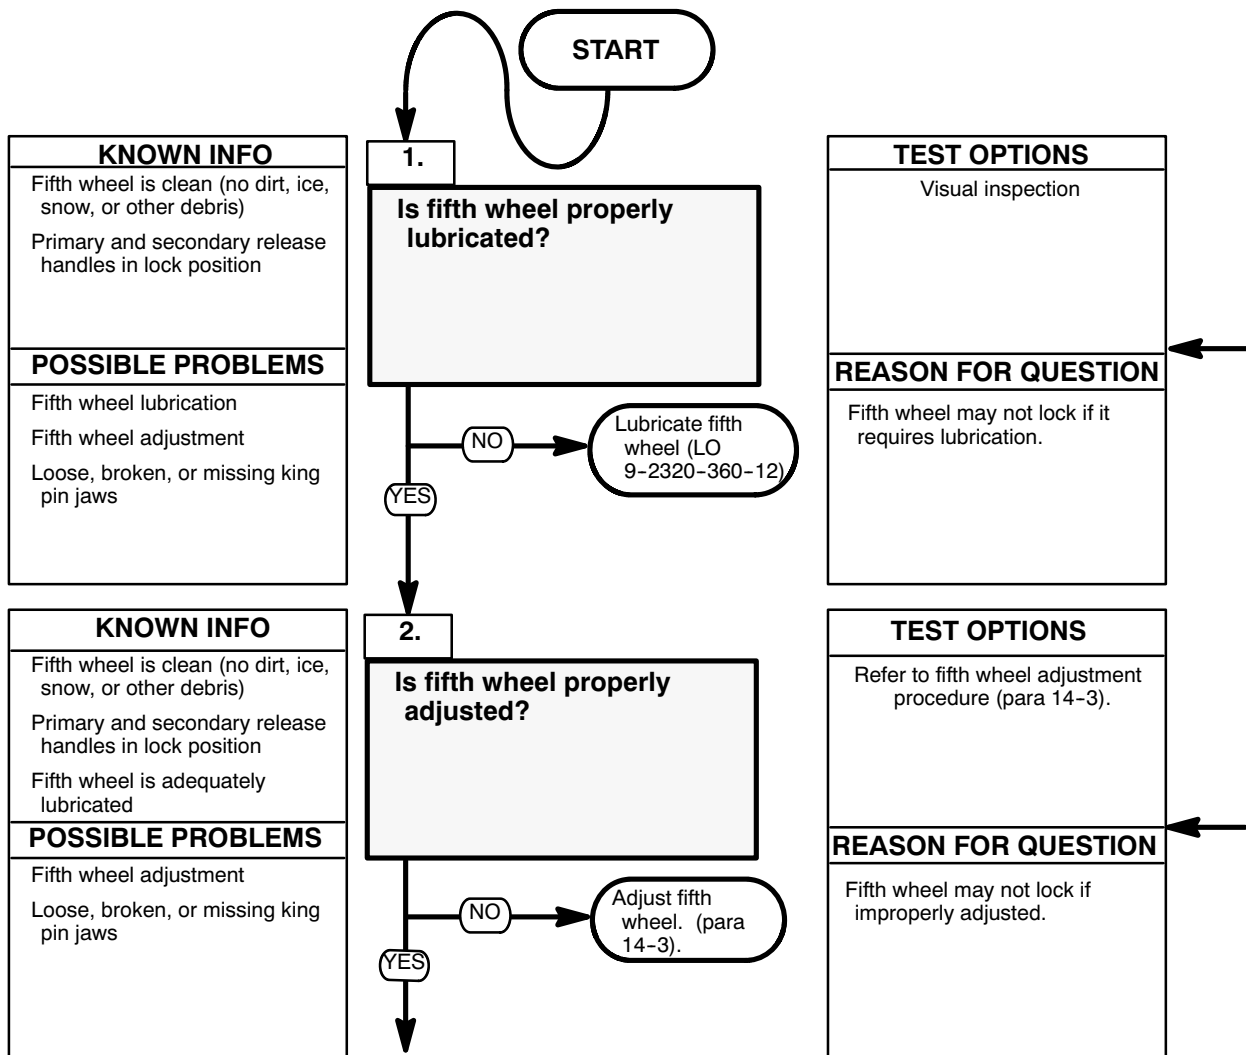 START
KNOWN INFO
Fifth wheel is clean (no dirt, ice,
snow, or other debris)
Primary and secondary release
handles in lock position
POSSIBLE PROBLEMS
Fifth wheel lubrication
Fifth wheel adjustment
Loose, broken, or missing king
pin jaws
1.
Is fifth wheel properly
lubricated?
NO
Lubricate fifth
wheel (LO
9-2320-360-12)
YES
TEST OPTIONS
Visual inspection
REASON FOR QUESTION
Fifth wheel may not lock if it
requires lubrication.
KNOWN INFO
Fifth wheel is clean (no dirt, ice,
snow, or other debris)
Primary and secondary release
handles in lock position
Fifth wheel is adequately
lubricated
POSSIBLE PROBLEMS
Fifth wheel adjustment
Loose, broken, or missing king
pin jaws
2.
Is fifth wheel properly
adjusted?
NO
Adjust fifth
wheel. (para
14-3).
YES
TEST OPTIONS
Refer to fifth wheel adjustment
procedure (para 14-3).
REASON FOR QUESTION
Fifth wheel may not lock if
improperly adjusted.